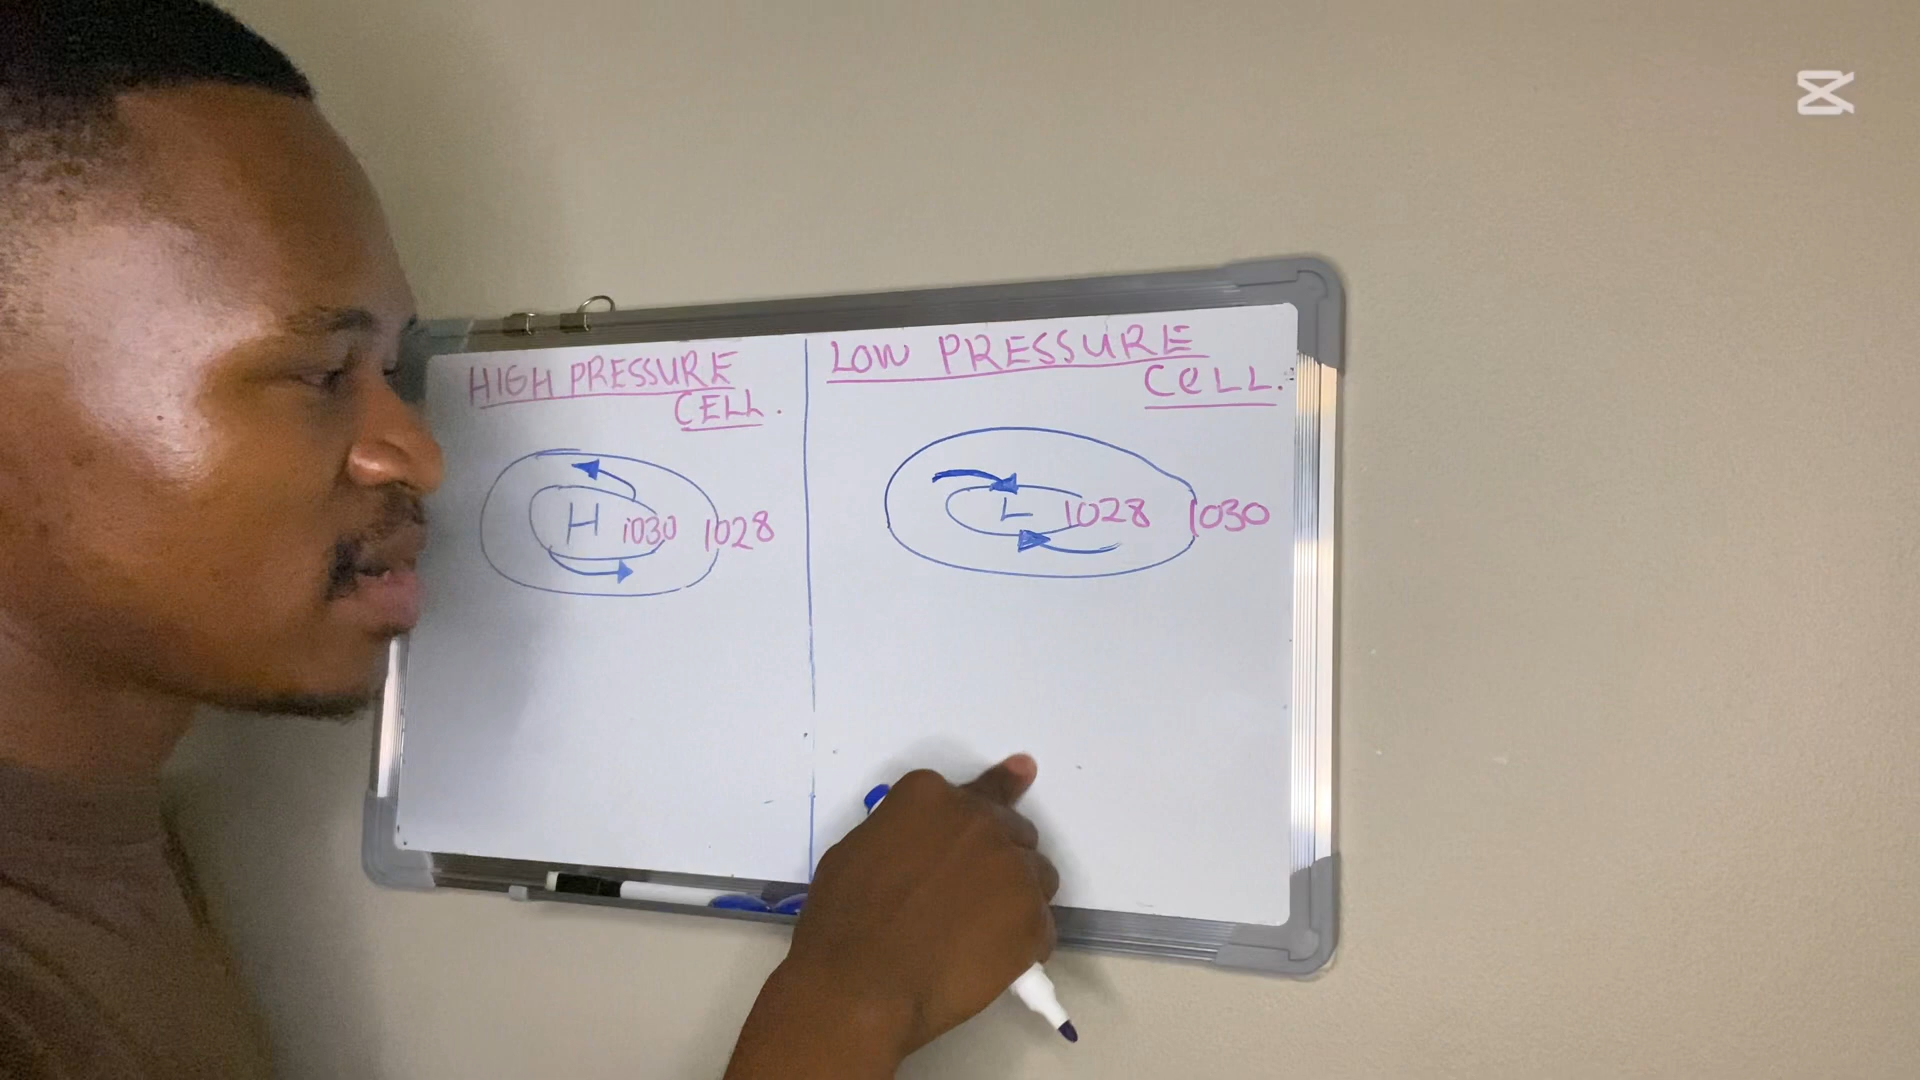 HIGH PRESSURE
CELL.
LOW PRESSURE
CELL.
H 1030 1028
L 1028 1030